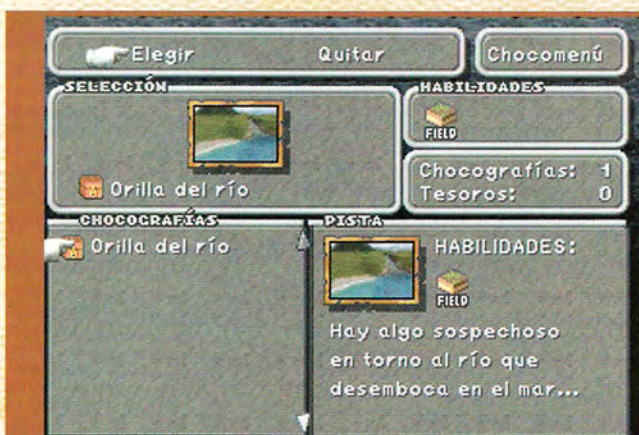 Elegir Quitar Chocomenú
SELECCIÓN
Orilla del río
HABILIDADES
FIELD
Chocografías: 1
Tesoros: 0
CHOCOGRAFÍAS
Orilla del río
PISTA
HABILIDADES:
FIELD
Hay algo sospechoso
en torno al río que
desemboca en el mar...